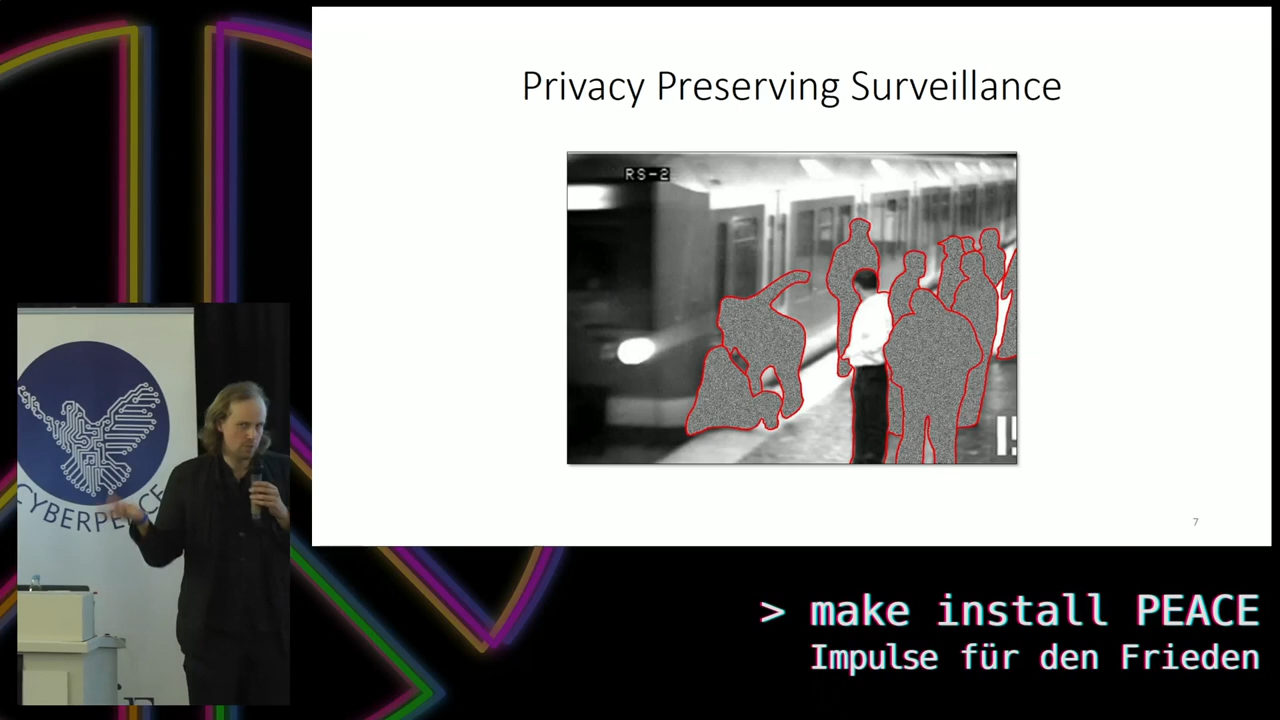 Privacy Preserving Surveillance
RS-2
7
CYBERPEACE
> make install PEACE
Impulse für den Frieden